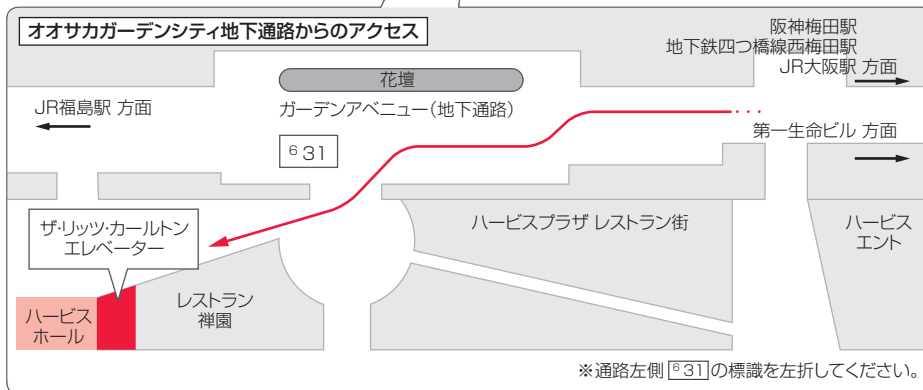 オオサカガーデンシティ地下通路からのアクセス
阪神梅田駅
地下鉄四つ橋線西梅田駅
JR大阪駅 方面
花壇
JR福島駅 方面
ガーデンアベニュー(地下通路)
第一生命ビル 方面
6 31
ザ・リッツ・カールトン
エレベーター
ハービスプラザ レストラン街
ハービス
エント
レストラン
禅園
ハービス
ホール
※通路左側 6 31 の標識を左折してください。